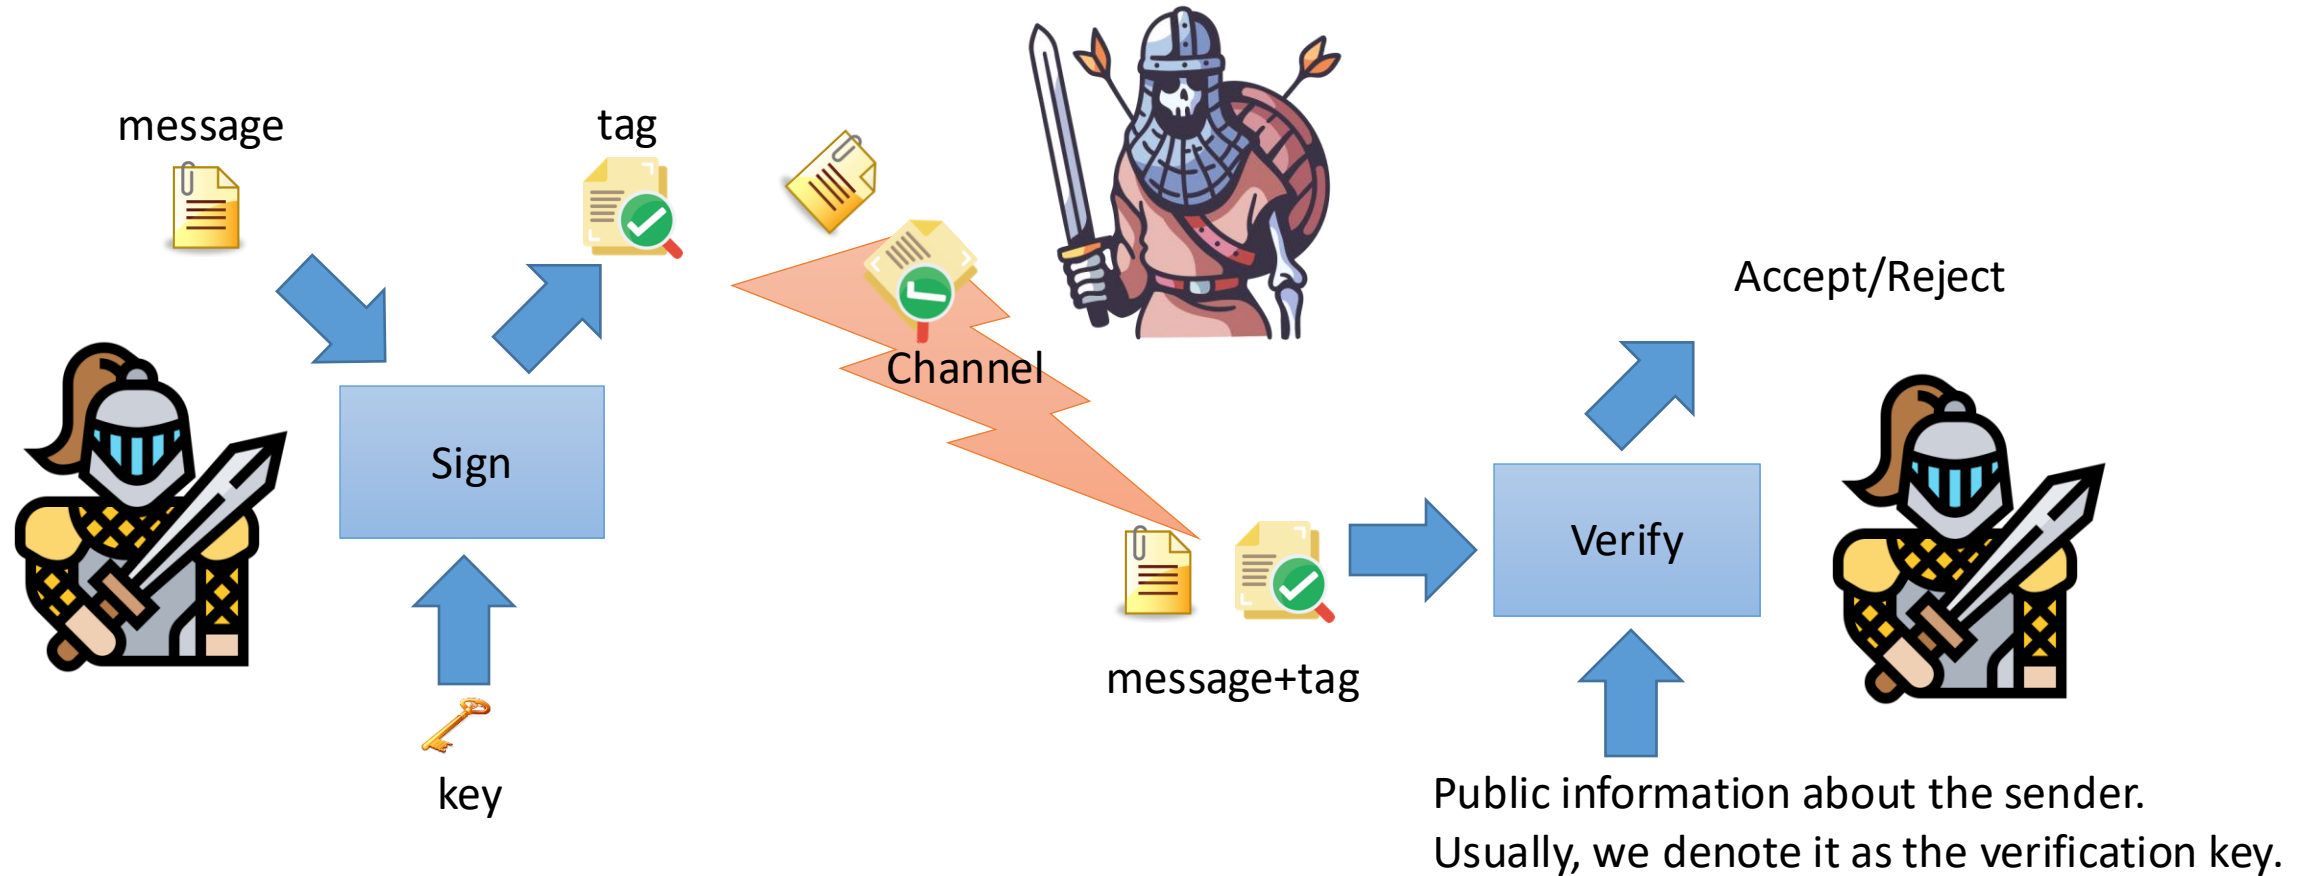 message
tag
Accept/Reject
Channel
Sign
Verify
message+tag
key
Public information about the sender.
Usually, we denote it as the verification key.